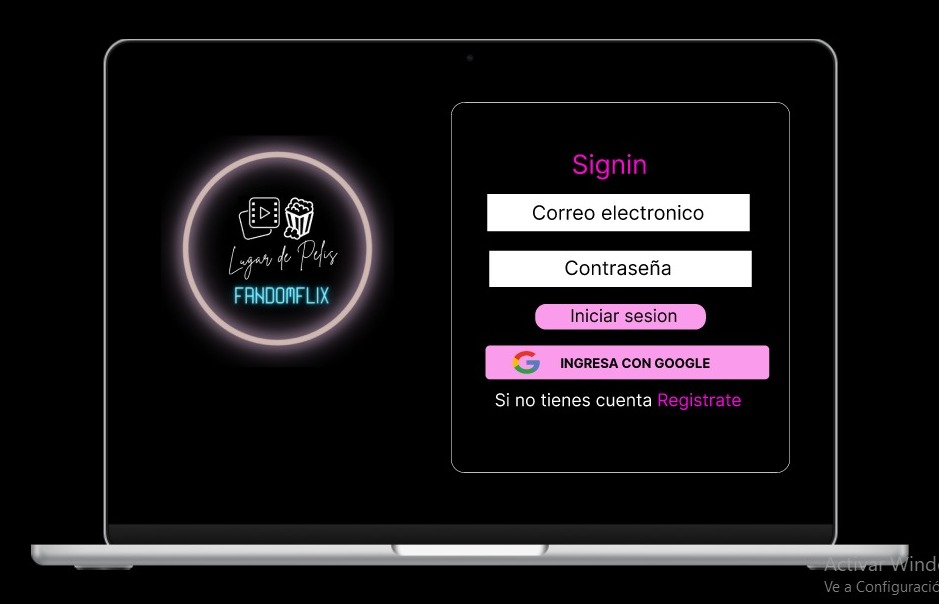 Lugar de Pelis
FANDOMFLIX
Signin
Correo electronico
Contraseña
Iniciar sesion
INGRESA CON GOOGLE
Si no tienes cuenta Registrate
Activar Windo
Ve a Configuració